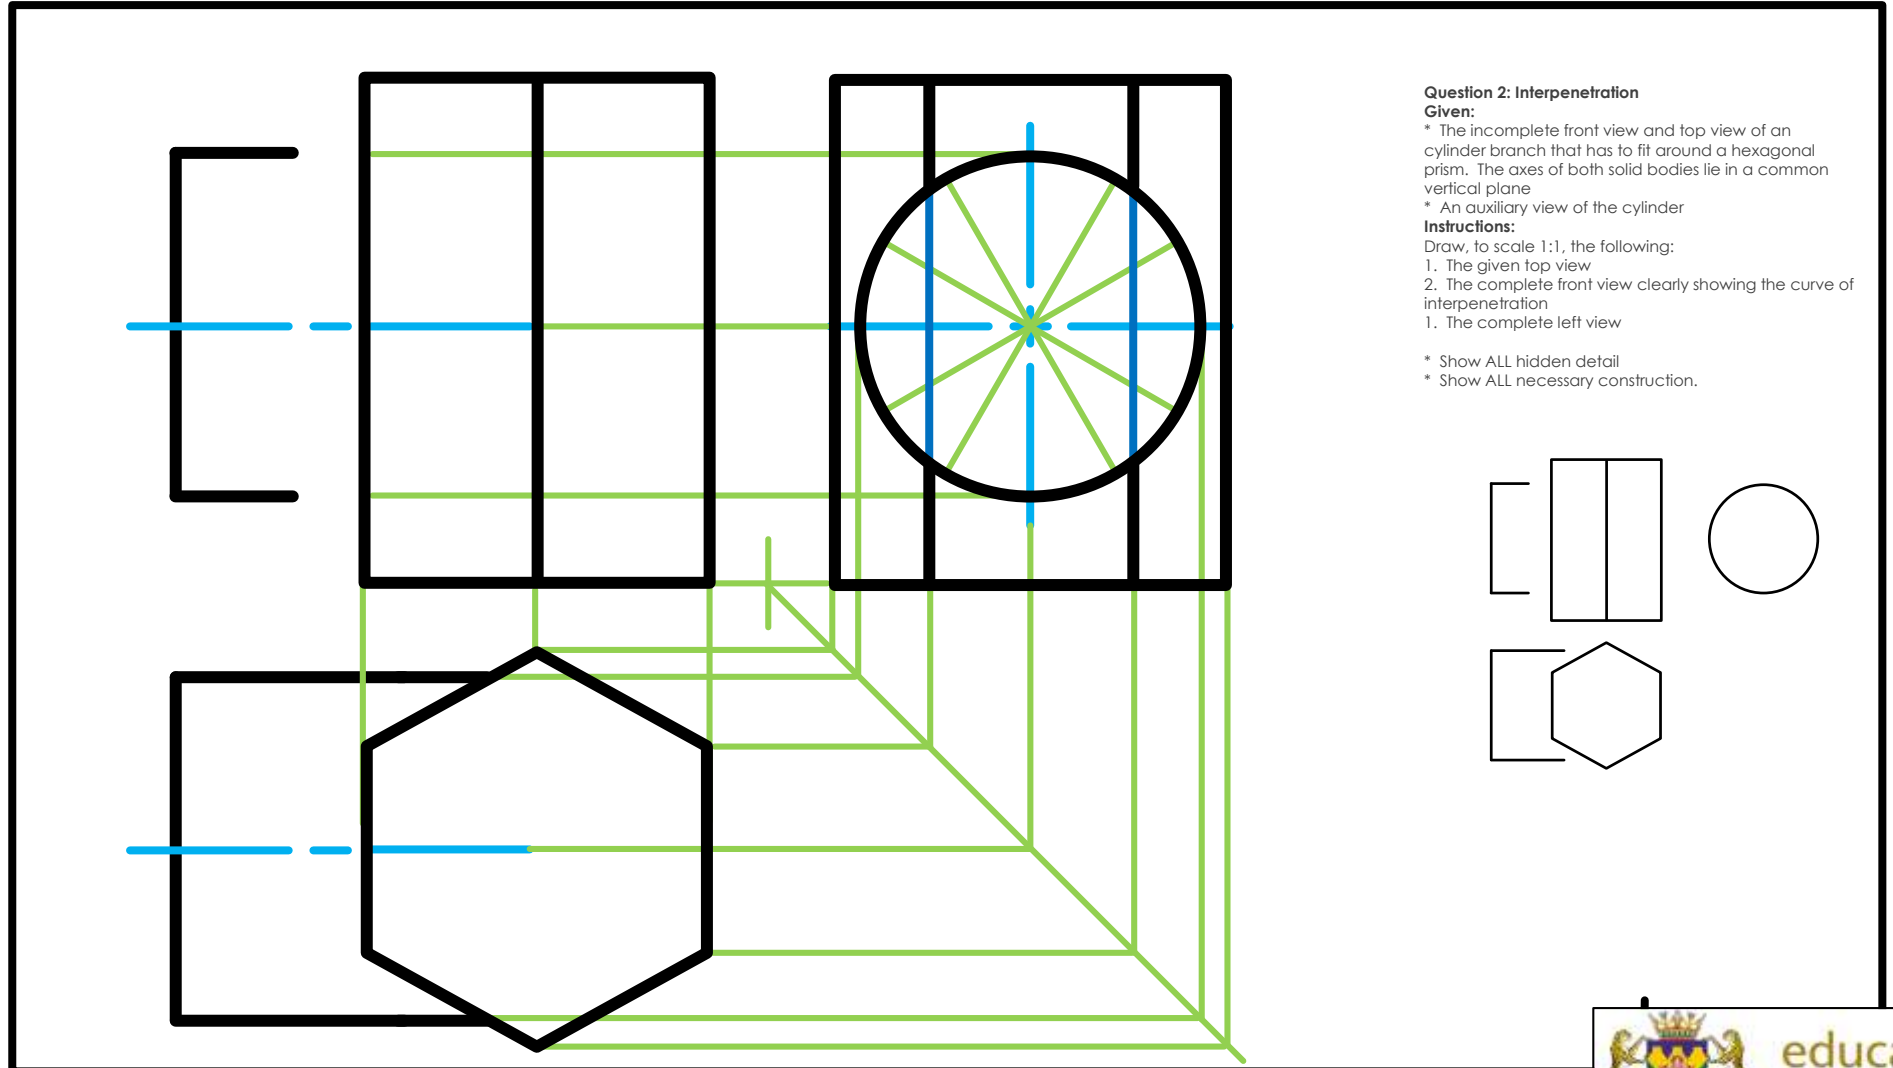 Question 2: Interpenetration
Given:
* The incomplete front view and top view of an
cylinder branch that has to fit around a hexagonal
prism. The axes of both solid bodies lie in a common
vertical plane
* An auxiliary view of the cylinder
Instructions:
Draw, to scale 1:1, the following:
1. The given top view
2. The complete front view clearly showing the curve of
interpenetration
1. The complete left view
* Show ALL hidden detail
* Show ALL necessary construction.
educa